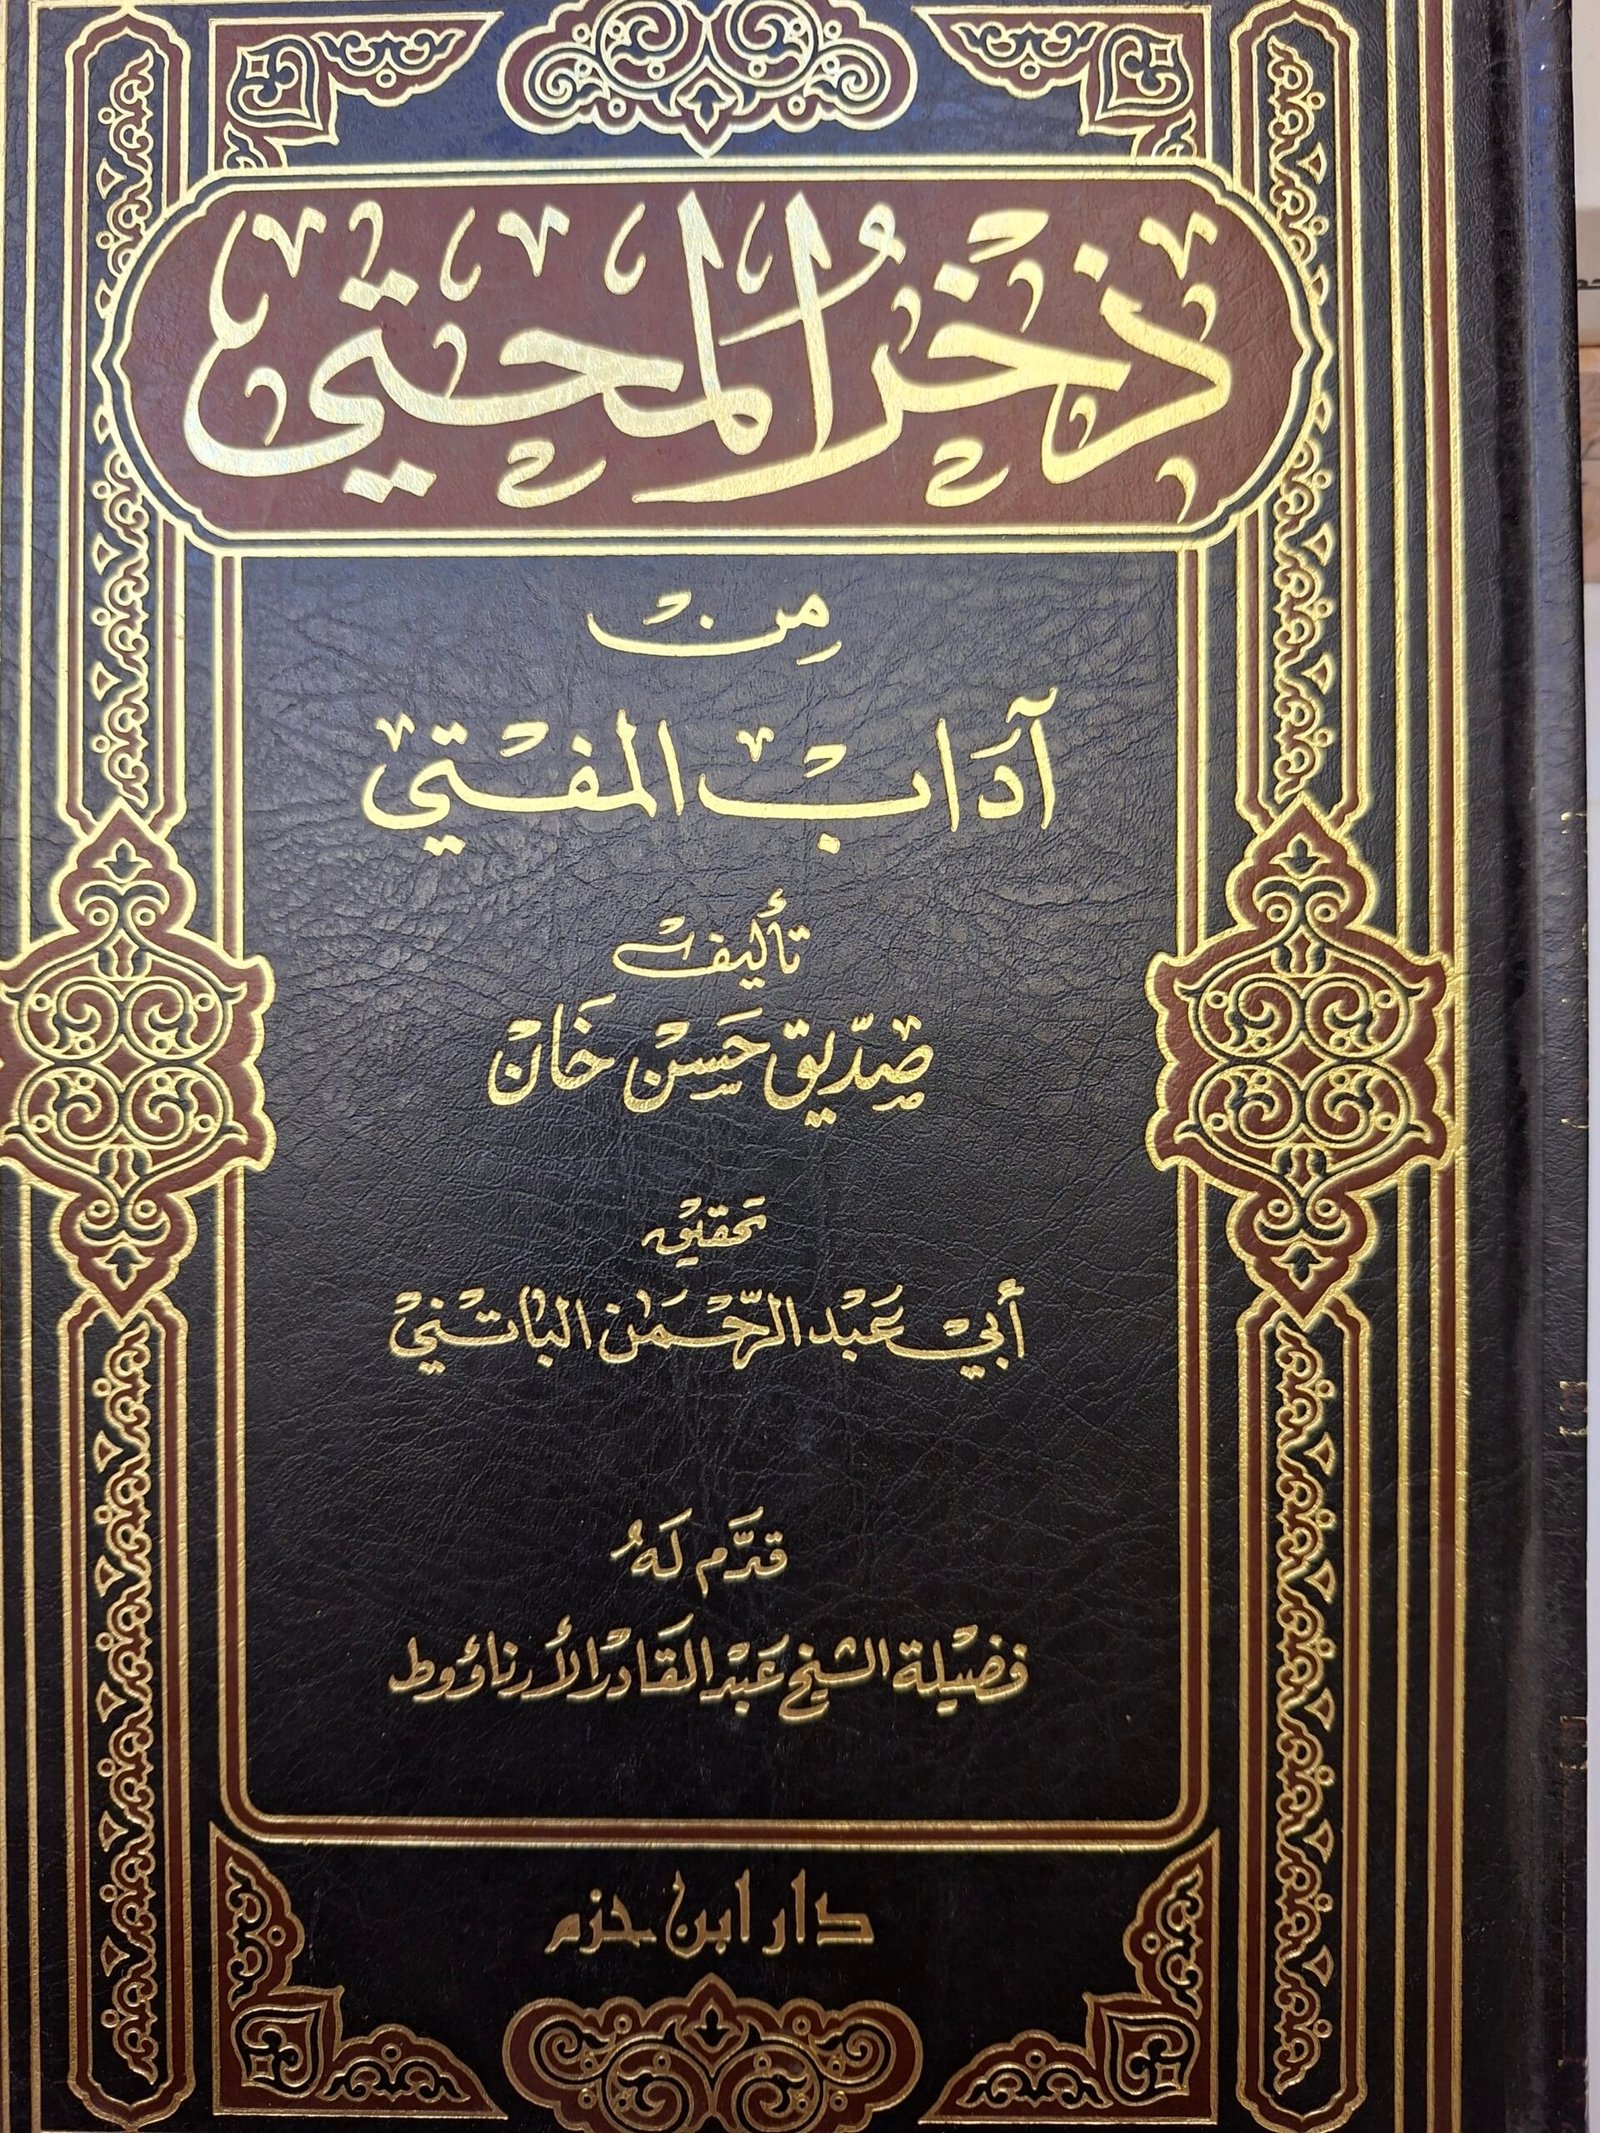 ذخر المحتي
من
آداب المفتي
تأليف
صدّيق حسن خان
تحقيق
أبي عبد الرحمن الباتني
قدّم له
فضيلة الشيخ عبد القادر الأرناؤوط
دار ابن حزم